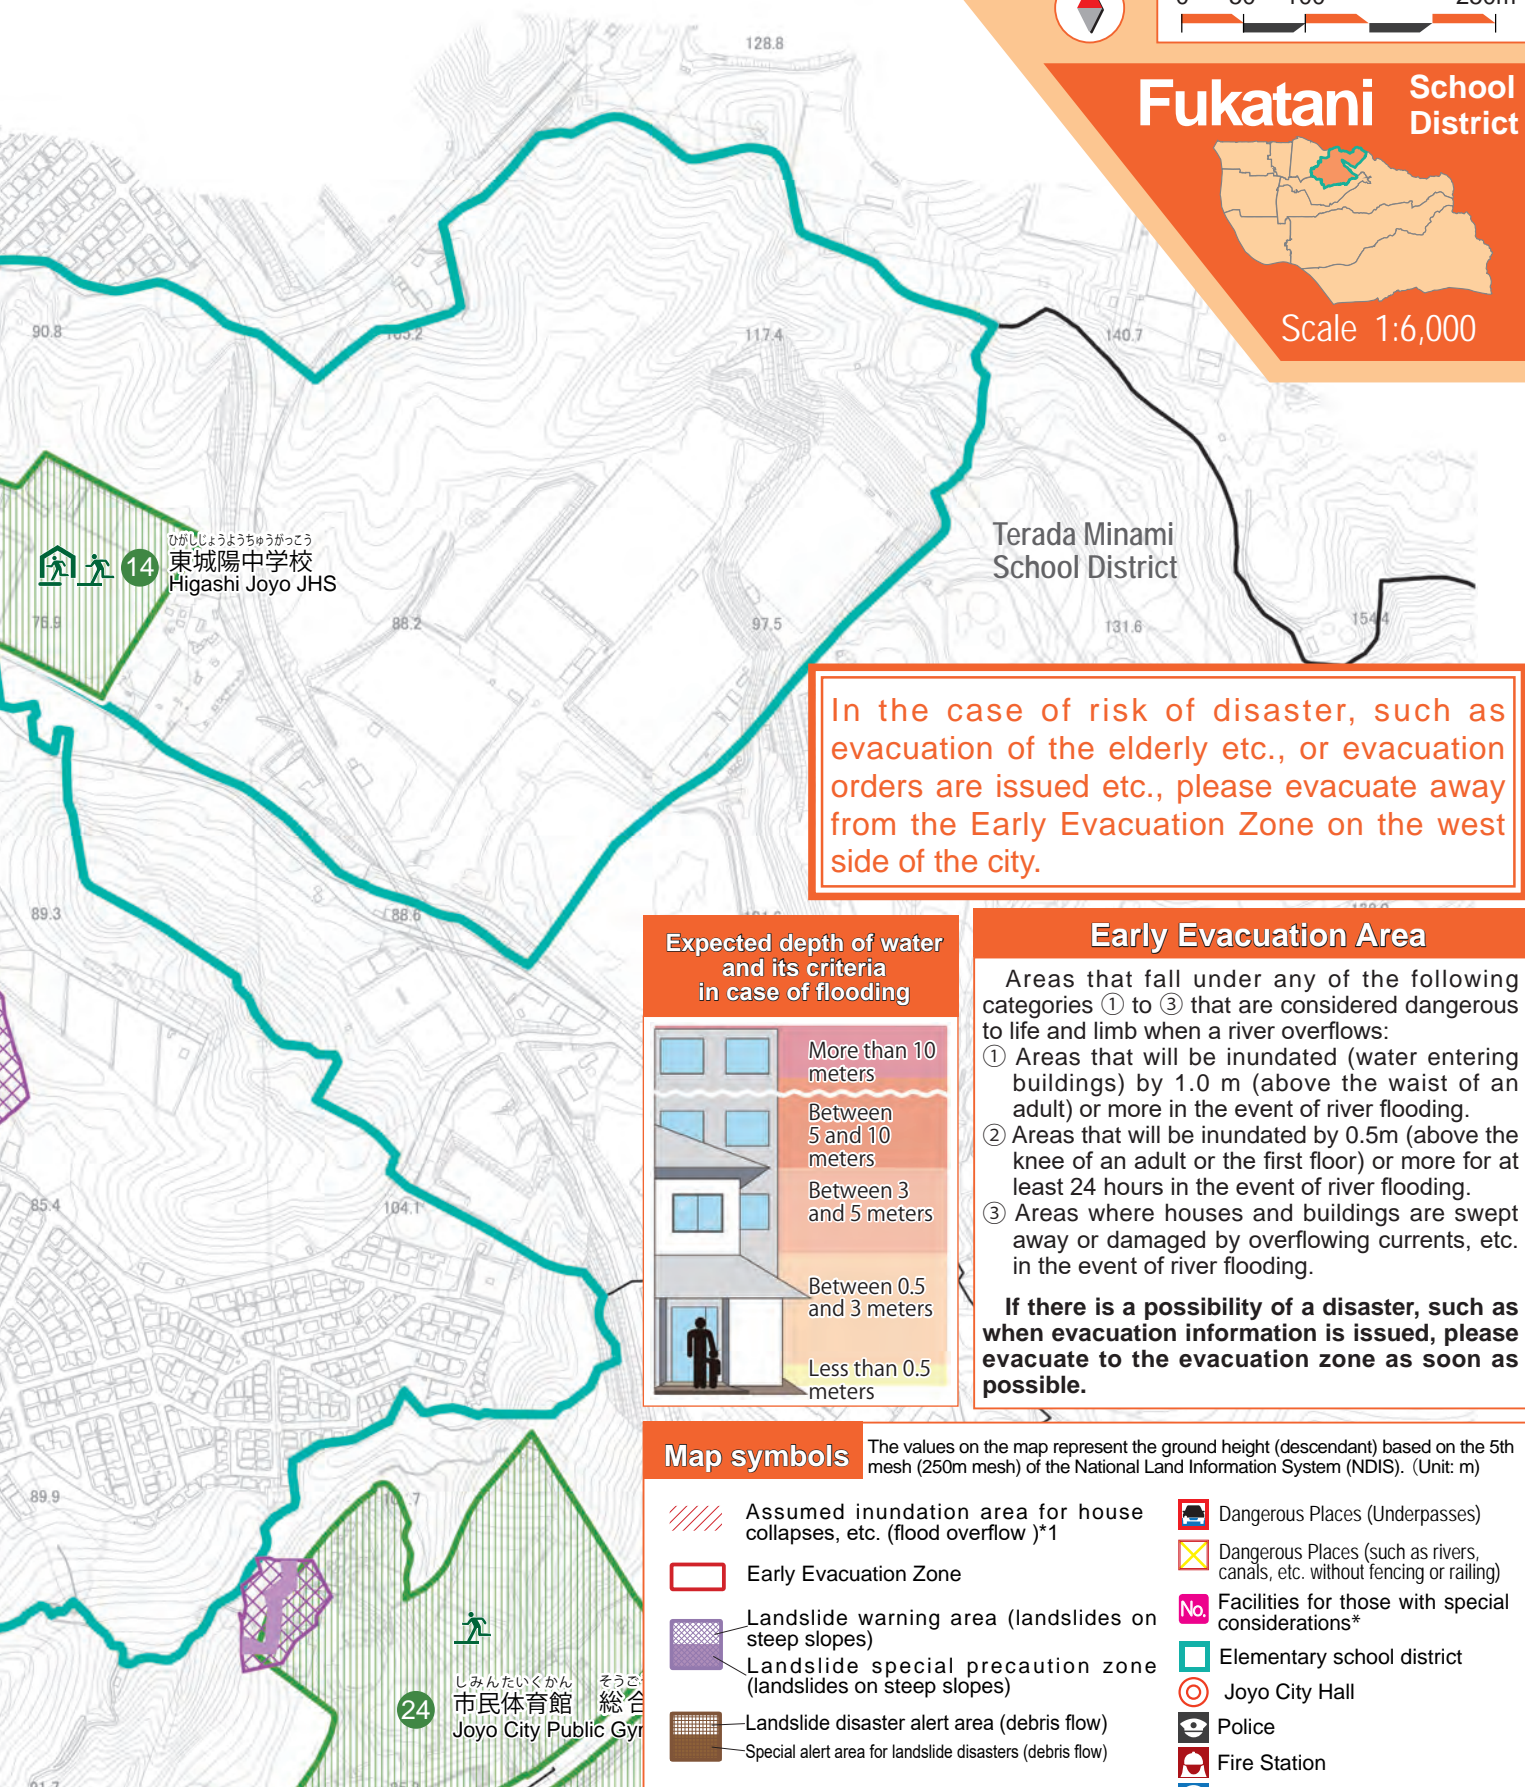 128.8
Fukatani School
District
Scale 1:6,000
90.8
117.4
140.7
ひがしじょうようちゅうがっこう
14 東城陽中学校
Higashi Joyo JHS
Terada Minami
School District
88.2
97.5
131.6
In the case of risk of disaster, such as
evacuation of the elderly etc., or evacuation
orders are issued etc., please evacuate away
from the Early Evacuation Zone on the west
side of the city.
89.3
88.6
Expected depth of water
and its criteria
in case of flooding
More than 10
meters
Between
5 and 10
meters
Between 3
and 5 meters
Between 0.5
and 3 meters
Less than 0.5
meters
Early Evacuation Area
Areas that fall under any of the following
categories ① to ③ that are considered dangerous
to life and limb when a river overflows:
① Areas that will be inundated (water entering
buildings) by 1.0 m (above the waist of an
adult) or more in the event of river flooding.
② Areas that will be inundated by 0.5m (above the
knee of an adult or the first floor) or more for at
least 24 hours in the event of river flooding.
③ Areas where houses and buildings are swept
away or damaged by overflowing currents, etc.
in the event of river flooding.
If there is a possibility of a disaster, such as
when evacuation information is issued, please
evacuate to the evacuation zone as soon as
possible.
85.4
104.1
89.9
Map symbols
The values on the map represent the ground height (descendant) based on the 5th
mesh (250m mesh) of the National Land Information System (NDIS). (Unit: m)
Assumed inundation area for house
collapses, etc. (flood overflow )*1
Early Evacuation Zone
Landslide warning area (landslides on
steep slopes)
Landslide special precaution zone
(landslides on steep slopes)
Landslide disaster alert area (debris flow)
Special alert area for landslide disasters (debris flow)
Dangerous Places (Underpasses)
Dangerous Places (such as rivers,
canals, etc. without fencing or railing)
No. Facilities for those with special
considerations*
Elementary school district
Joyo City Hall
Police
Fire Station
しみんたいくかん そうご
24 市民体育館 総合
Joyo City Public Gyr